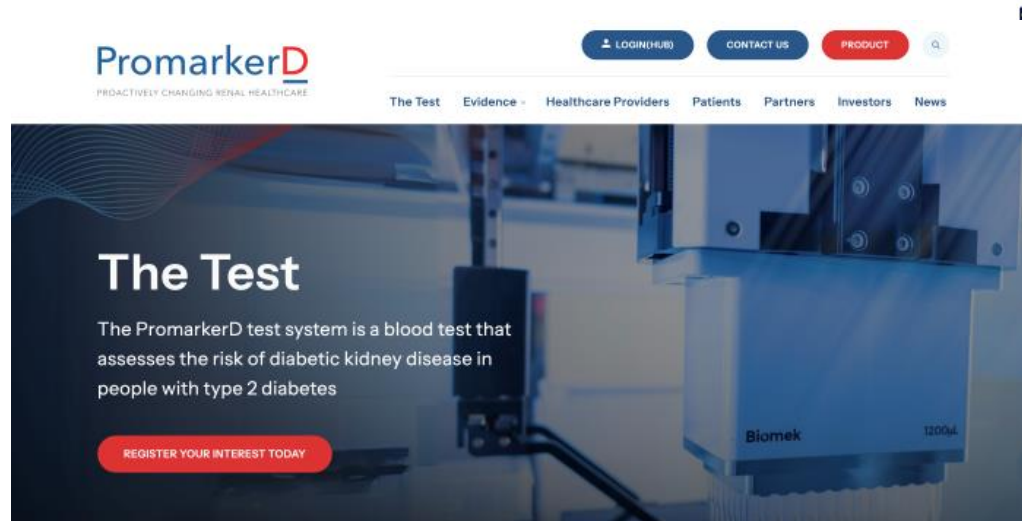 PromarkerD
PROACTIVELY CHANGING RENAL HEALTHCARE
LOGIN(HUB)
CONTACT US
PRODUCT
The Test
Evidence
Healthcare Providers
Patients
Partners
Investors
News
The Test
The PromarkerD test system is a blood test that
assesses the risk of diabetic kidney disease in
people with type 2 diabetes
REGISTER YOUR INTEREST TODAY
Biomek
1200µL